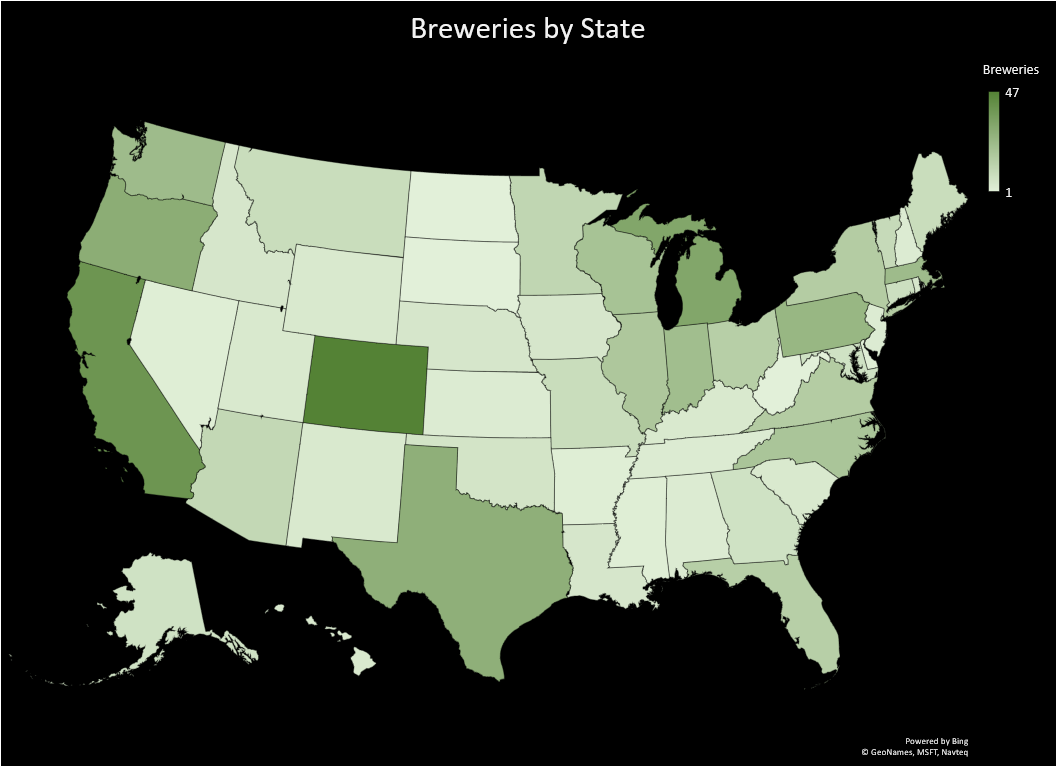 Breweries by State
Breweries
47
1
Powered by Bing
© GeoNames, MSFT, Navteq